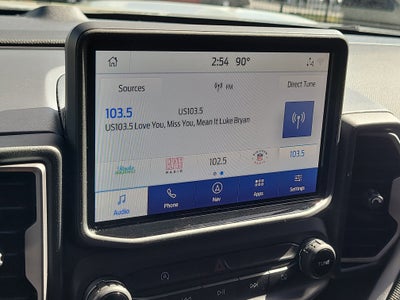 2:54 90°
Sources
FM
Direct Tune
103.5
US103.5
US103.5 Love You, Miss You, Mean It Luke Bryan
102.5
103.5
Audio
Phone
Nav
Apps
Settings
TUNE